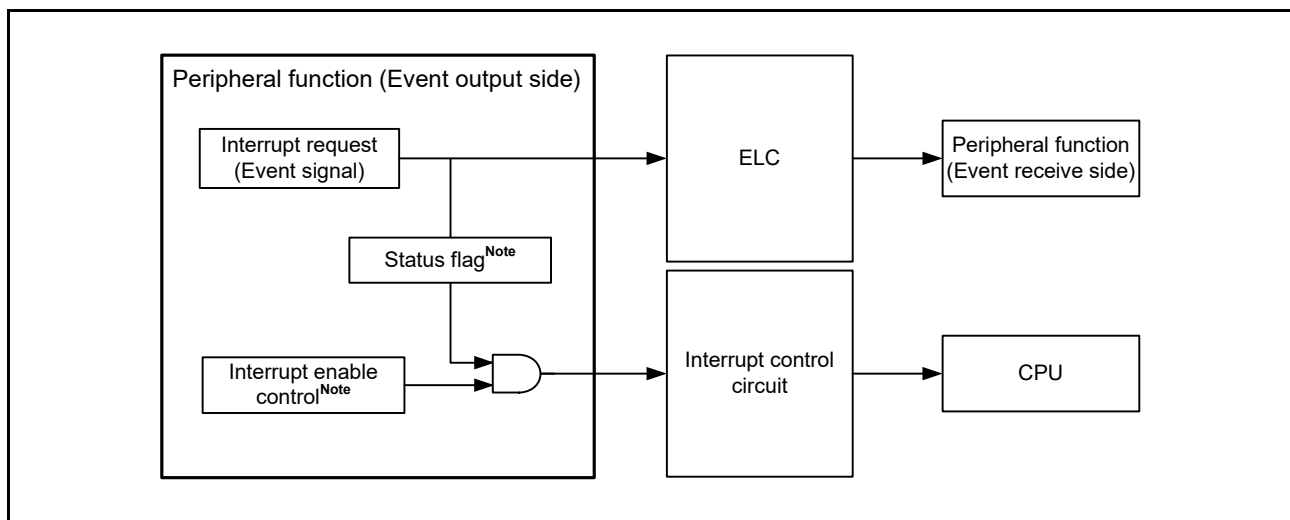 Peripheral function (Event output side)
Interrupt request
(Event signal)
ELC
Peripheral function
(Event receive side)
Status flagNote
Interrupt enable
controlNote
Interrupt control
circuit
CPU